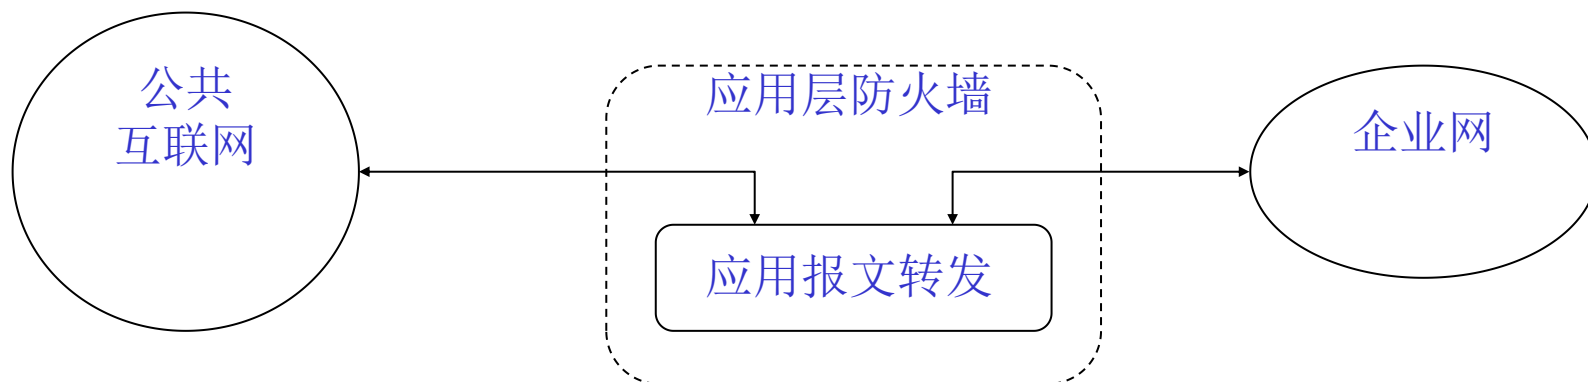 公共
互联网
应用层防火墙
应用报文转发
企业网